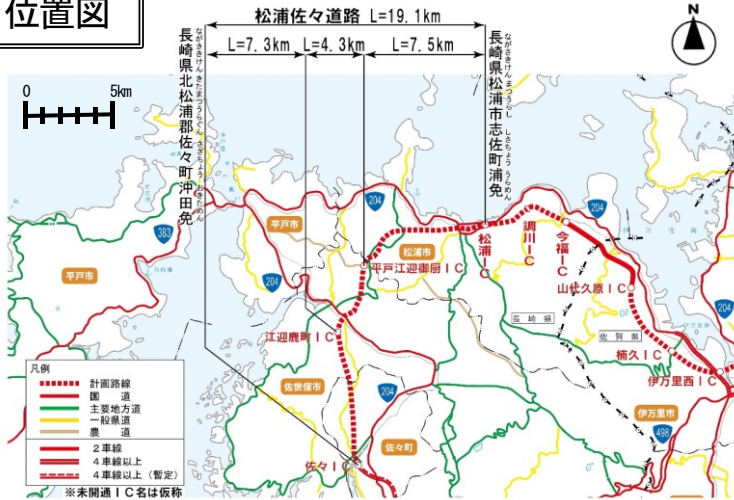 位置図
松浦佐々道路 L=19.1km
L=7.3km
L=4.3km
L=7.5km
N
0 5km
長崎県北松浦郡佐々町沖田免
ながさきけん きたまつうらぐん さざちょう おきためん
長崎県松浦市志佐町浦免
ながさきけん まつうらし しさちょう うらめん
204
204
383
平戸市
松浦市
平戸市
204
平戸江迎御厨IC
松浦IC
調川IC
今福IC
山代久原IC
204
長崎県
佐賀県
江迎鹿町IC
楠久IC
伊万里西IC
佐世保市
204
佐々町
伊万里市
498
佐々IC
凡例
計画路線
国 道
主要地方道
一般県道
農 道
2車線
4車線以上
4車線以上（暫定）
※未開通IC名は仮称